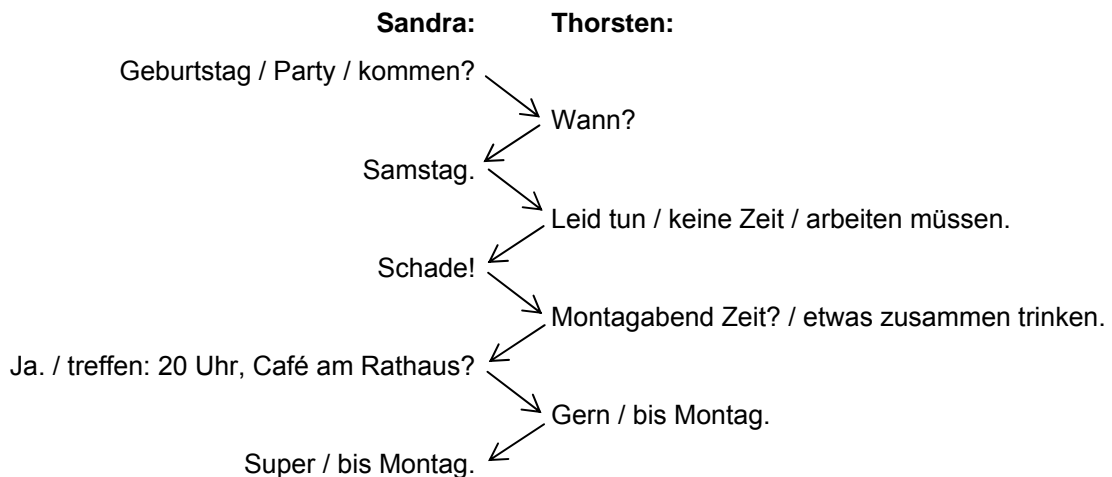 Sandra: Thorsten:
Geburtstag / Party / kommen?
Wann?
Samstag.
Leid tun / keine Zeit / arbeiten müssen.
Schade!
Montagabend Zeit? / etwas zusammen trinken.
Ja. / treffen: 20 Uhr, Café am Rathaus?
Gern / bis Montag.
Super / bis Montag.